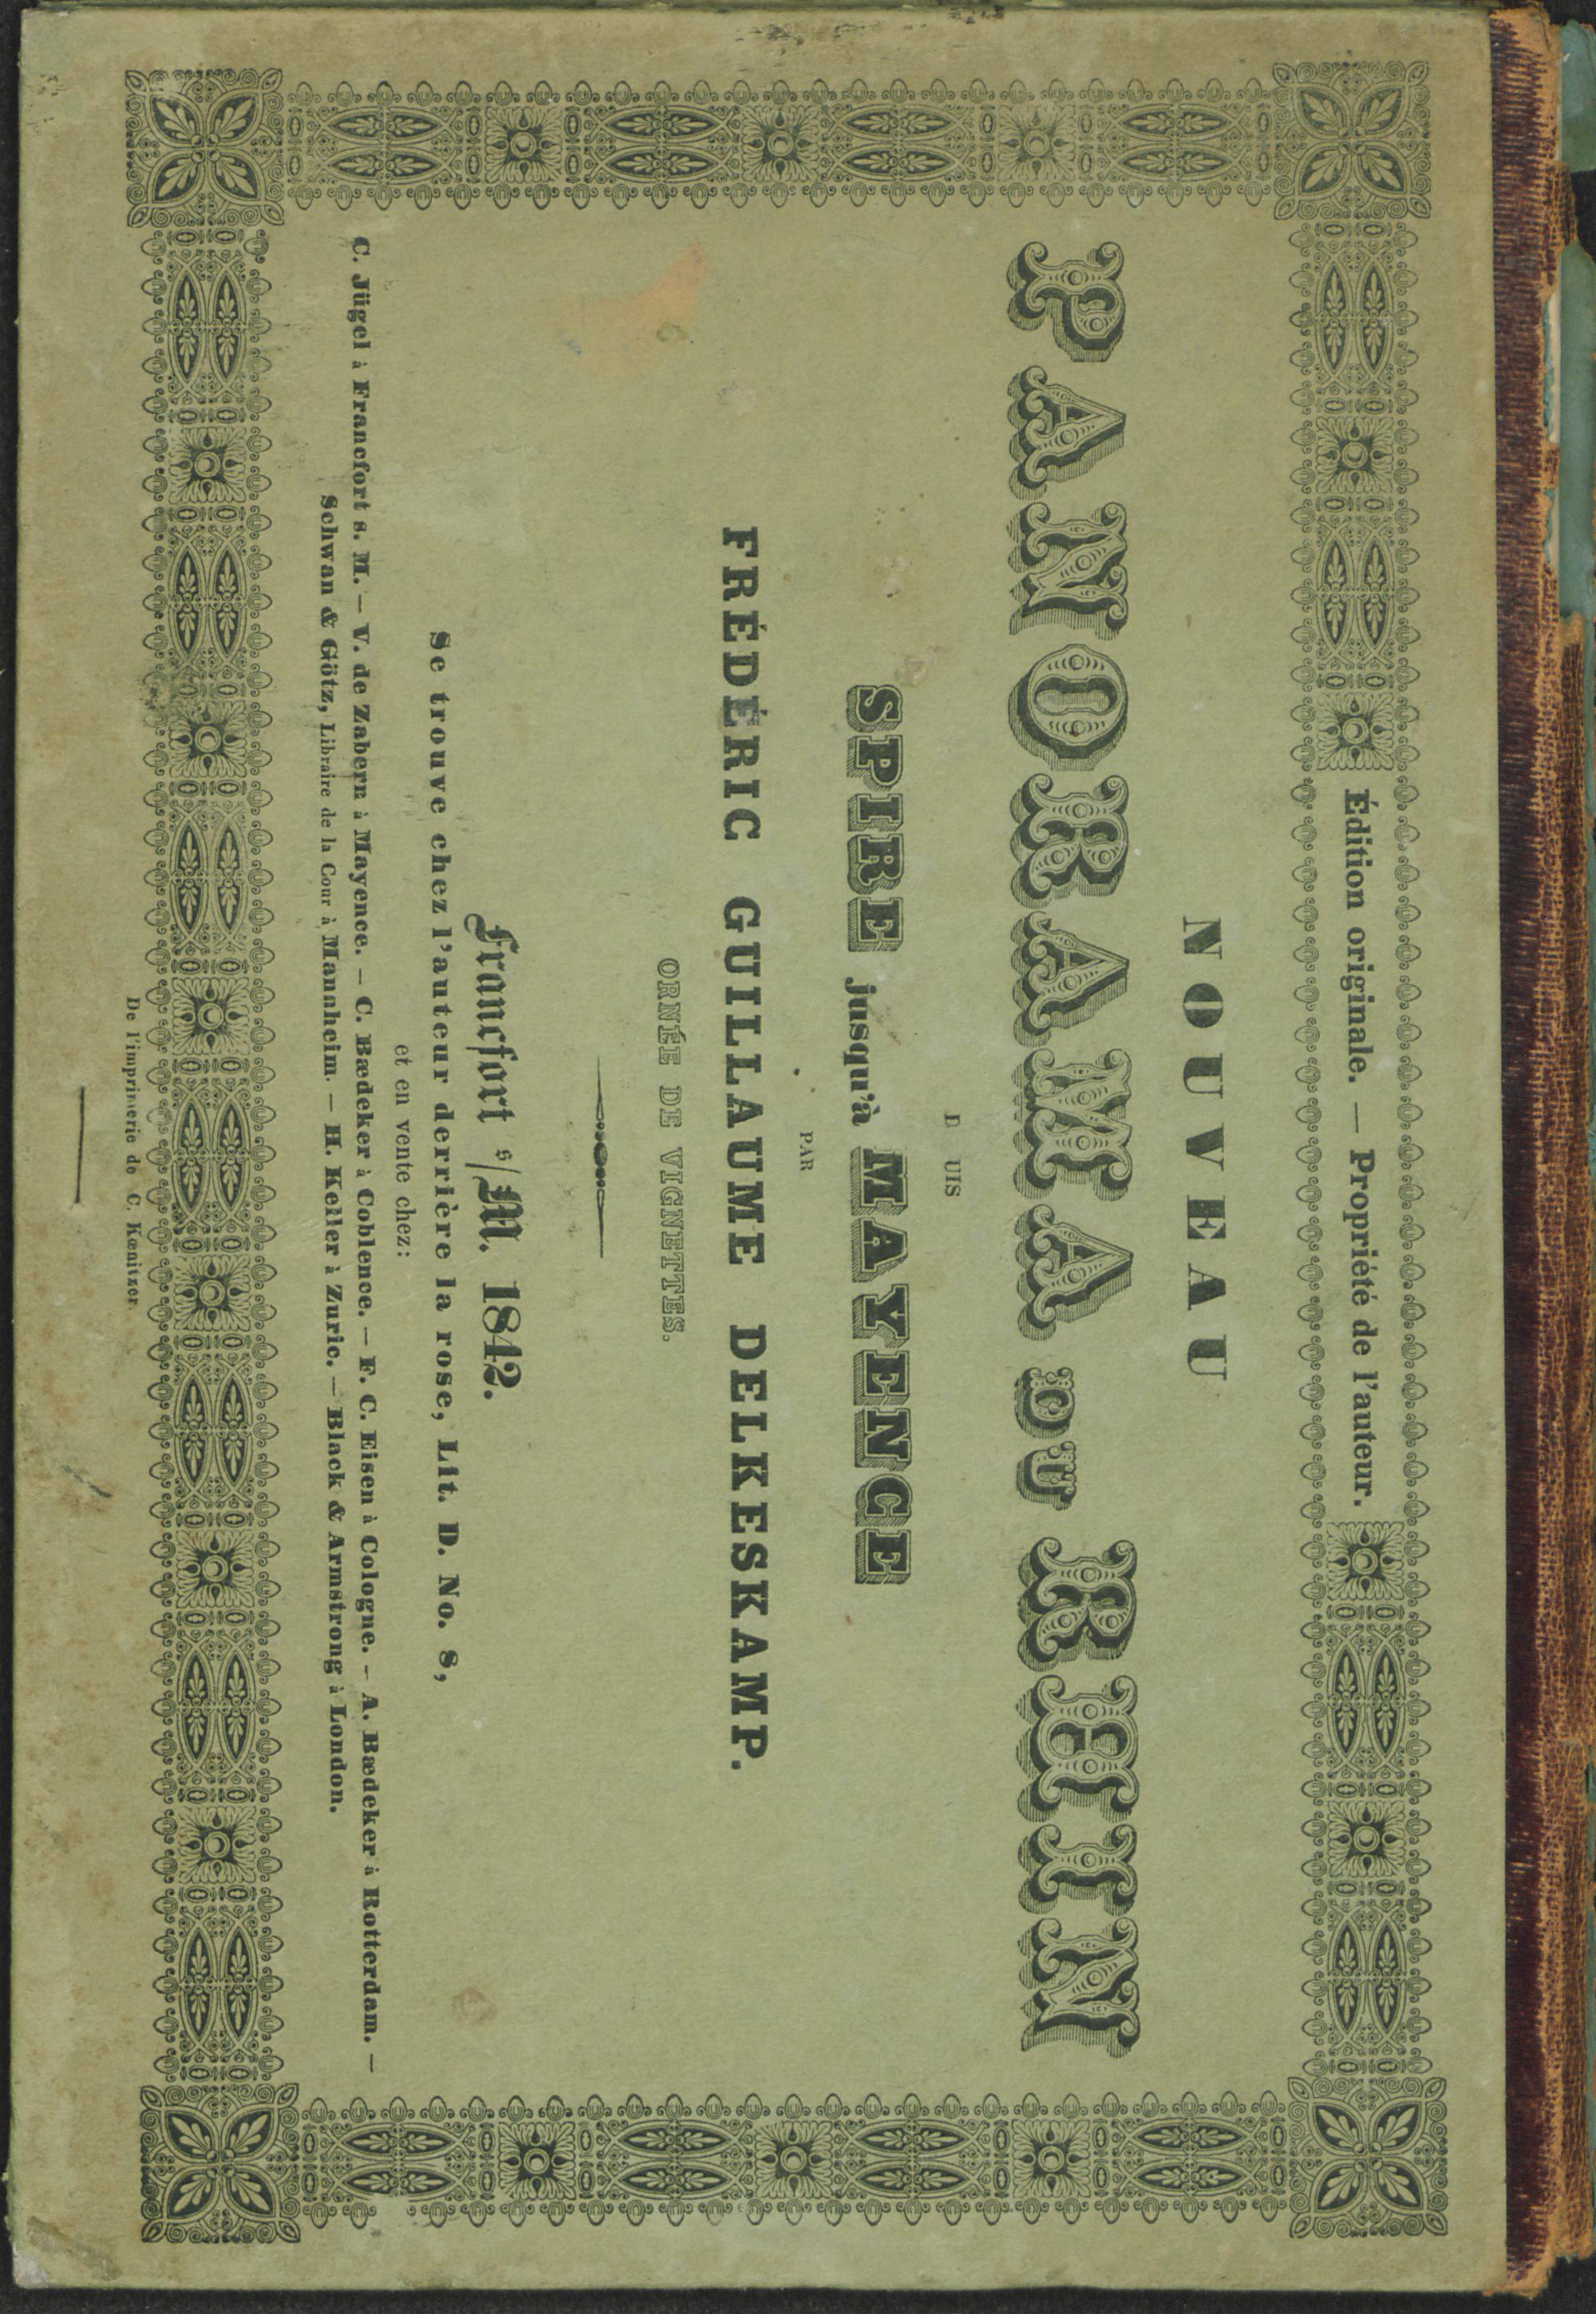 Édition originale. — Propriété de l'auteur.
NOUVEAU
PANORAMA DU RHIN
D UIS
SPIRE jusqu'à MAYENCE
PAR
FRÉDÉRIC GUILLAUME DELKESKAMP.
ORNÉE DE VIGNETTES.
Francfort s/M. 1842.
Se trouve chez l'auteur derrière la rose, Lit. D. No. 8,
et en vente chez:
C. Jügel à Francfort s. M. — V. de Zabern à Mayence. — C. Bædeker à Coblence. — F. C. Eisen à Cologne. — A. Bædeker à Rotterdam. —
Schwan & Götz, Libraire de la Cour à Mannheim. — H. Keller à Zuric. — Black & Armstrong à London.
De l'imprimerie de C. Kœnitzer.